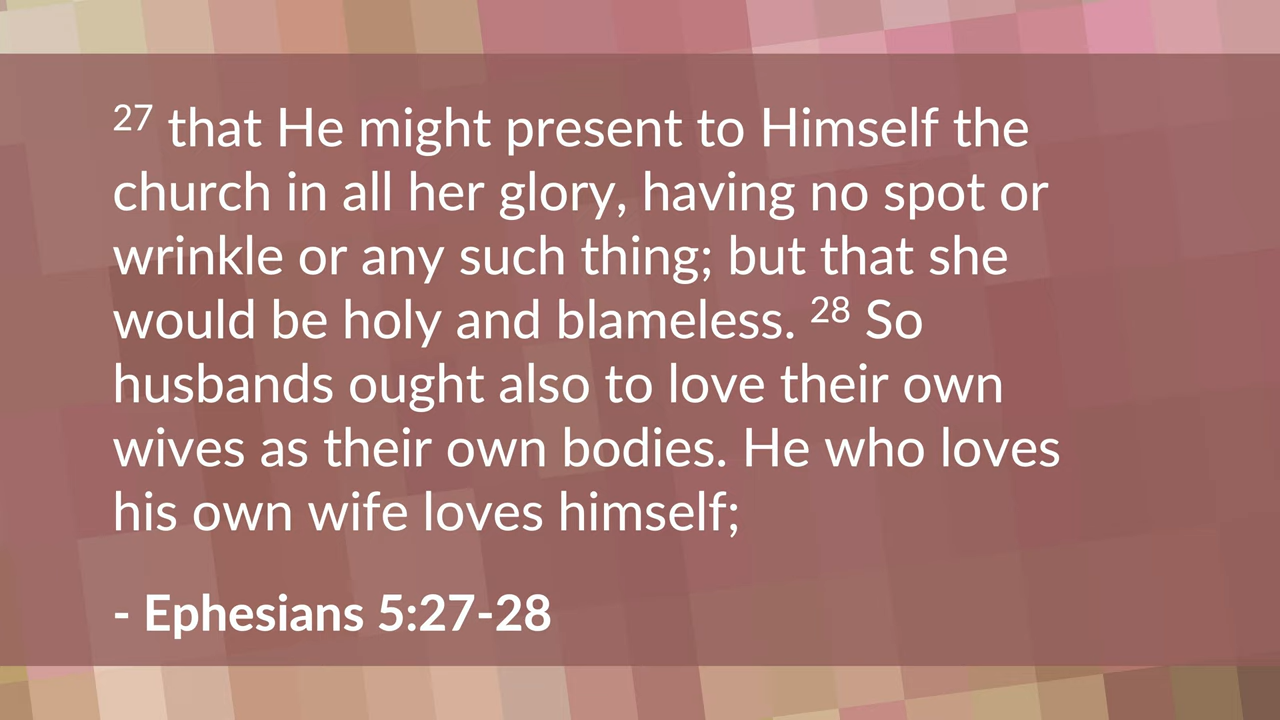 27 that He might present to Himself the
church in all her glory, having no spot or
wrinkle or any such thing; but that she
would be holy and blameless. 28 So
husbands ought also to love their own
wives as their own bodies. He who loves
his own wife loves himself;
- Ephesians 5:27-28